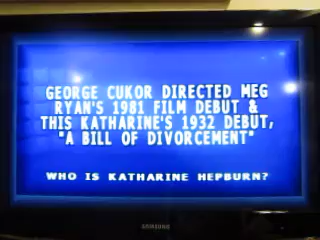 GEORGE CUKOR DIRECTED MEG
RYAN'S 1981 FILM DEBUT &
THIS KATHARINE'S 1932 DEBUT,
"A BILL OF DIVORCEMENT"
WHO IS KATHARINE HEPBURN?
SAMSUNG